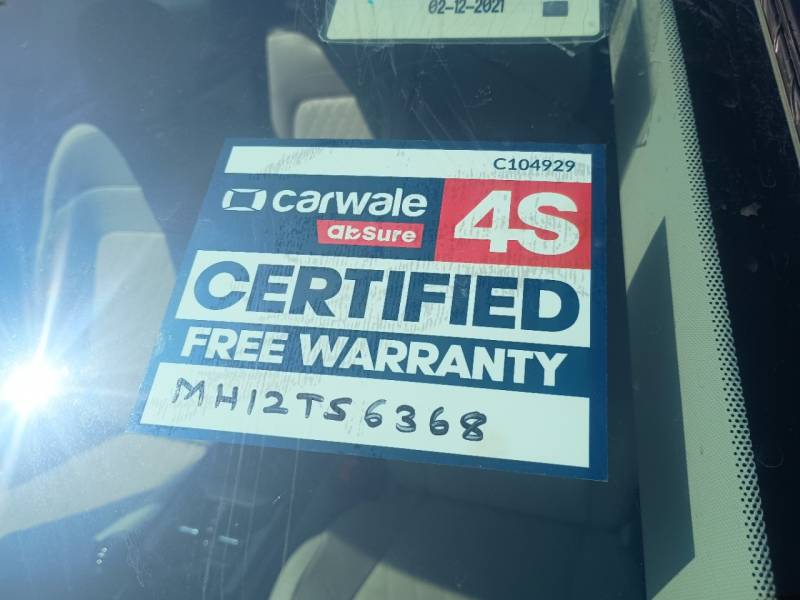 02-12-2021
C104929
carwale
abSure
4S
CERTIFIED
FREE WARRANTY
MH12TS6368